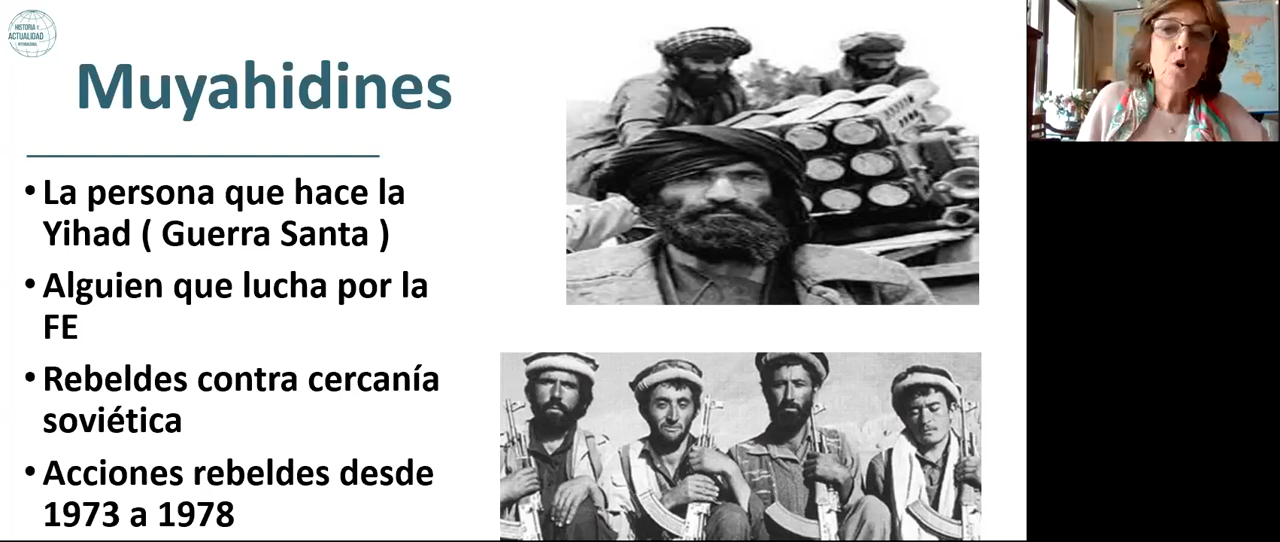 HISTORIA Y
ACTUALIDAD
INTERNACIONAL
Muyahidines
• La persona que hace la
Yihad ( Guerra Santa )
• Alguien que lucha por la
FE
• Rebeldes contra cercanía
soviética
• Acciones rebeldes desde
1973 a 1978